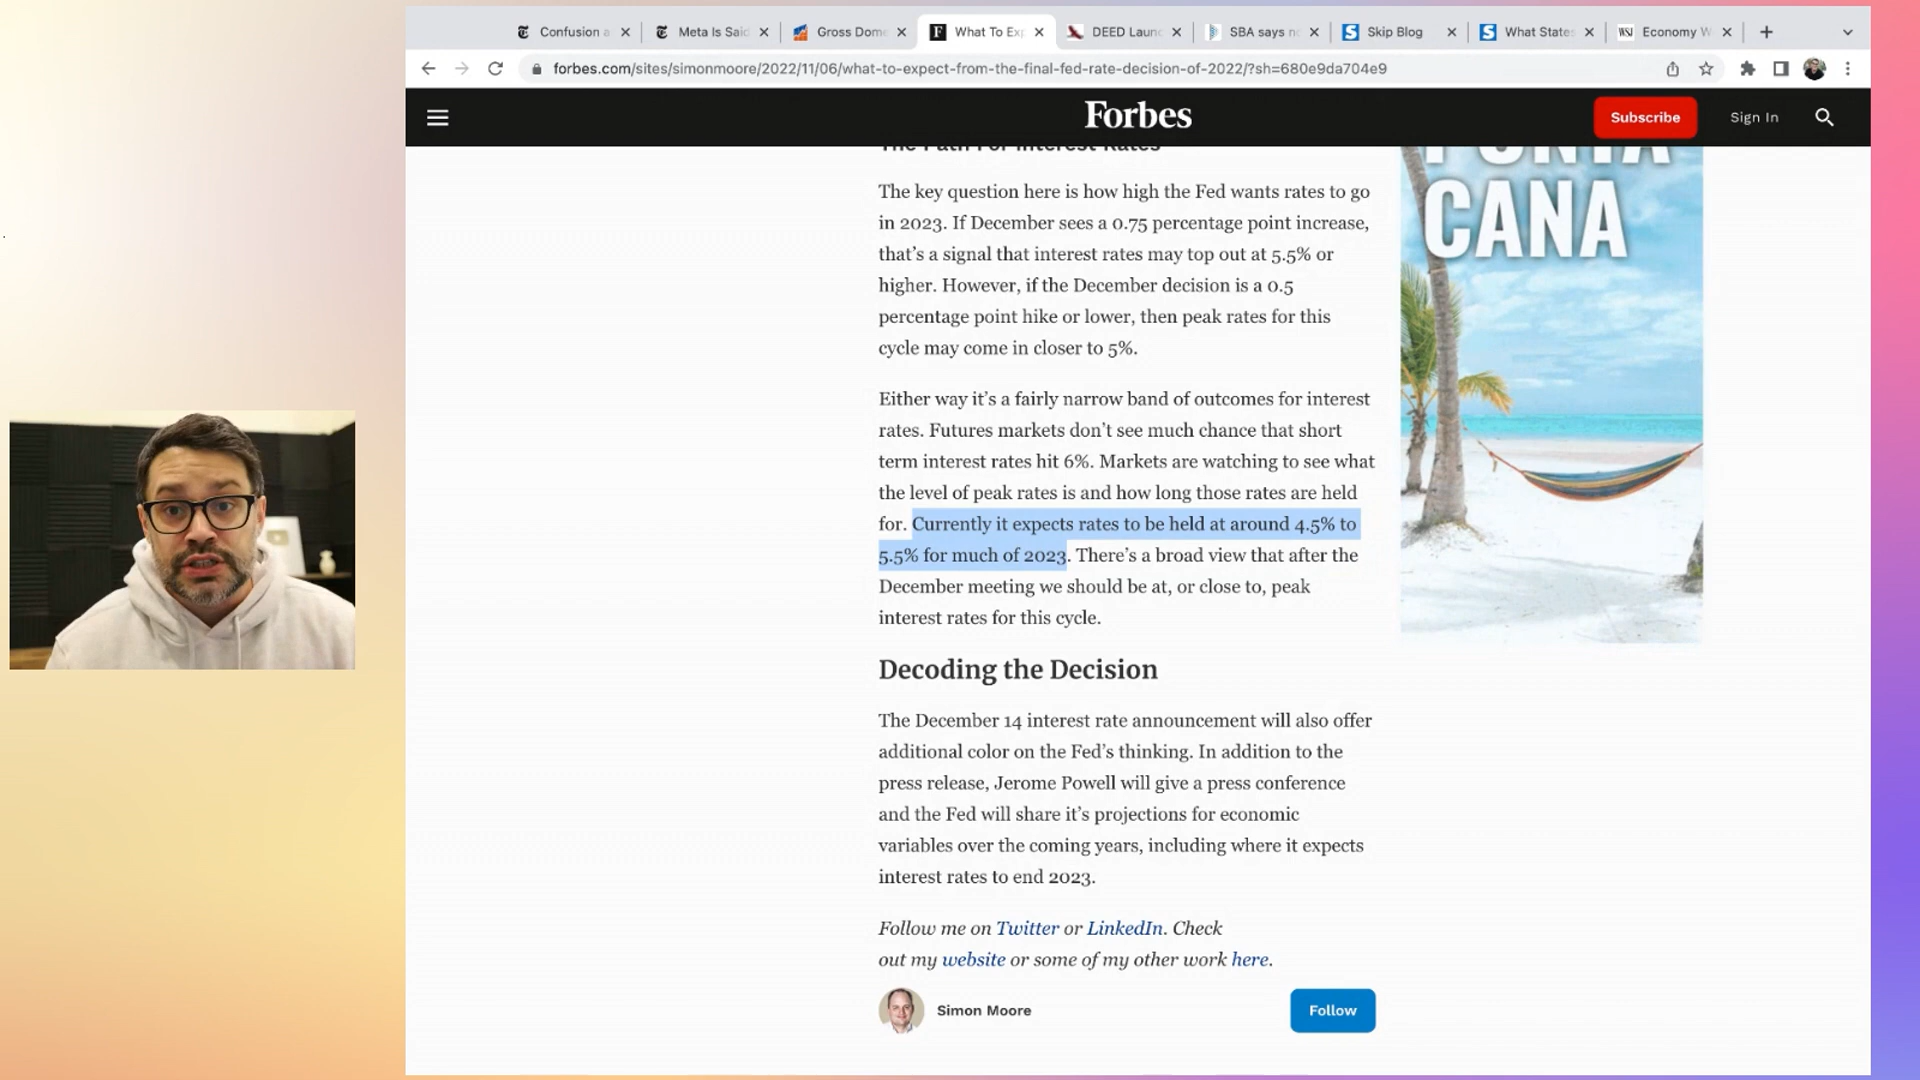 Confusion a
Meta Is Said
Gross Dome
What To Exp
DEED Laun
SBA says n
Skip Blog
What State
WSJ
Economy W
forbes.com/sites/simonmoore/2022/11/06/what-to-expect-from-the-final-fed-rate-decision-of-2022/?sh=680e9da704e9
Forbes
Subscribe
Sign In
The Path For Interest Rates
The key question here is how high the Fed wants rates to go
in 2023. If December sees a 0.75 percentage point increase,
that’s a signal that interest rates may top out at 5.5% or
higher. However, if the December decision is a 0.5
percentage point hike or lower, then peak rates for this
cycle may come in closer to 5%.
Either way it’s a fairly narrow band of outcomes for interest
rates. Futures markets don’t see much chance that short
term interest rates hit 6%. Markets are watching to see what
the level of peak rates is and how long those rates are held
for. Currently it expects rates to be held at around 4.5% to
5.5% for much of 2023. There’s a broad view that after the
December meeting we should be at, or close to, peak
interest rates for this cycle.
Decoding the Decision
The December 14 interest rate announcement will also offer
additional color on the Fed’s thinking. In addition to the
press release, Jerome Powell will give a press conference
and the Fed will share it’s projections for economic
variables over the coming years, including where it expects
interest rates to end 2023.
Follow me on Twitter or LinkedIn. Check
out my website or some of my other work here.
Simon Moore
Follow
PUNTA
CANA